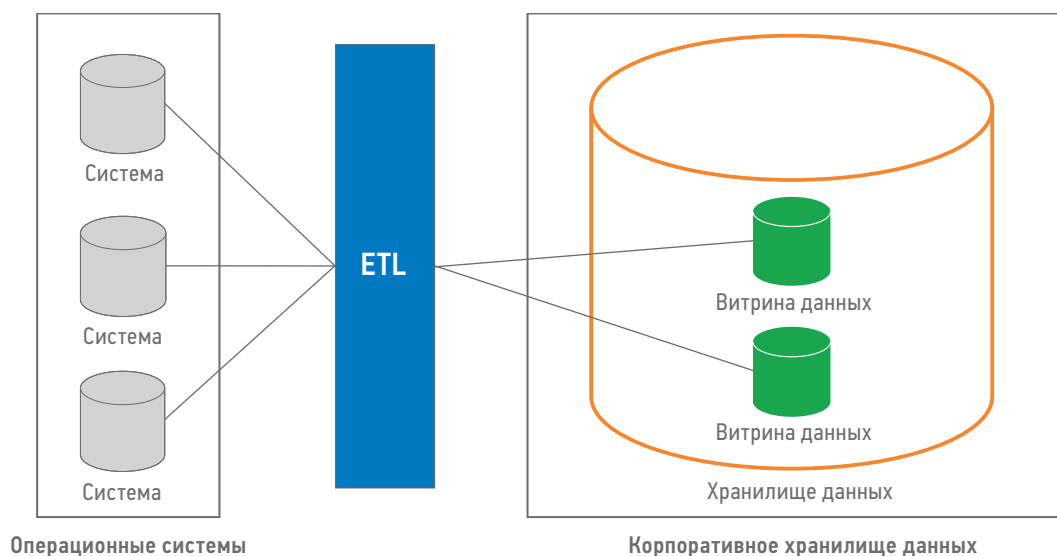 Система
Система
Система
Операционные системы
ETL
Витрина данных
Витрина данных
Хранилище данных
Корпоративное хранилище данных